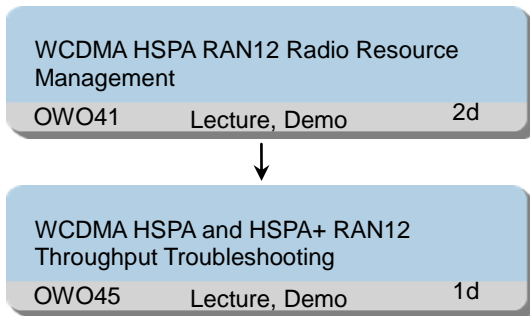 WCDMA HSPA RAN12 Radio Resource
Management
OWO41 Lecture, Demo 2d
WCDMA HSPA and HSPA+ RAN12
Throughput Troubleshooting
OWO45 Lecture, Demo 1d